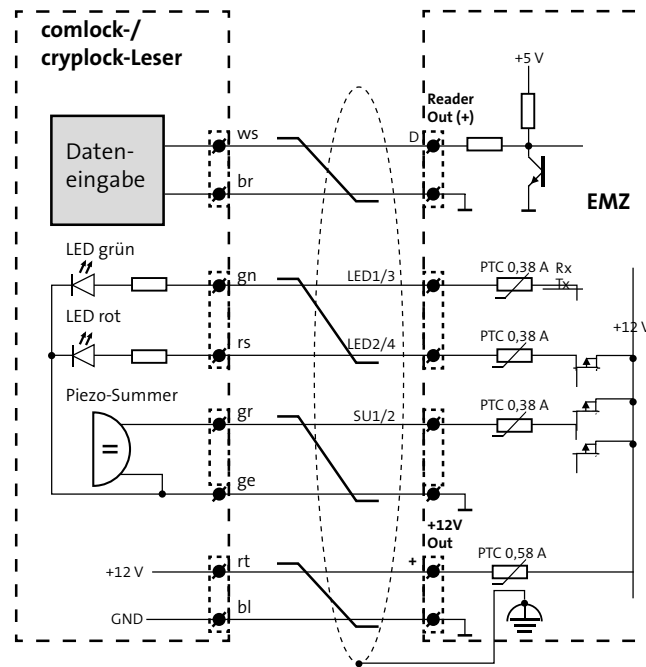 comlock-/
cryplock-Leser
+5 V
Reader
Out (+)
ws
D
Daten-
eingabe
br
EMZ
LED grün
gn
LED1/3
PTC 0,38 A
Rx
Tx
LED rot
rs
LED2/4
PTC 0,38 A
+12 V
Piezo-Summer
gr
SU1/2
PTC 0,38 A
=
ge
+12V
Out
+12 V
rt
+
PTC 0,58 A
GND
bl